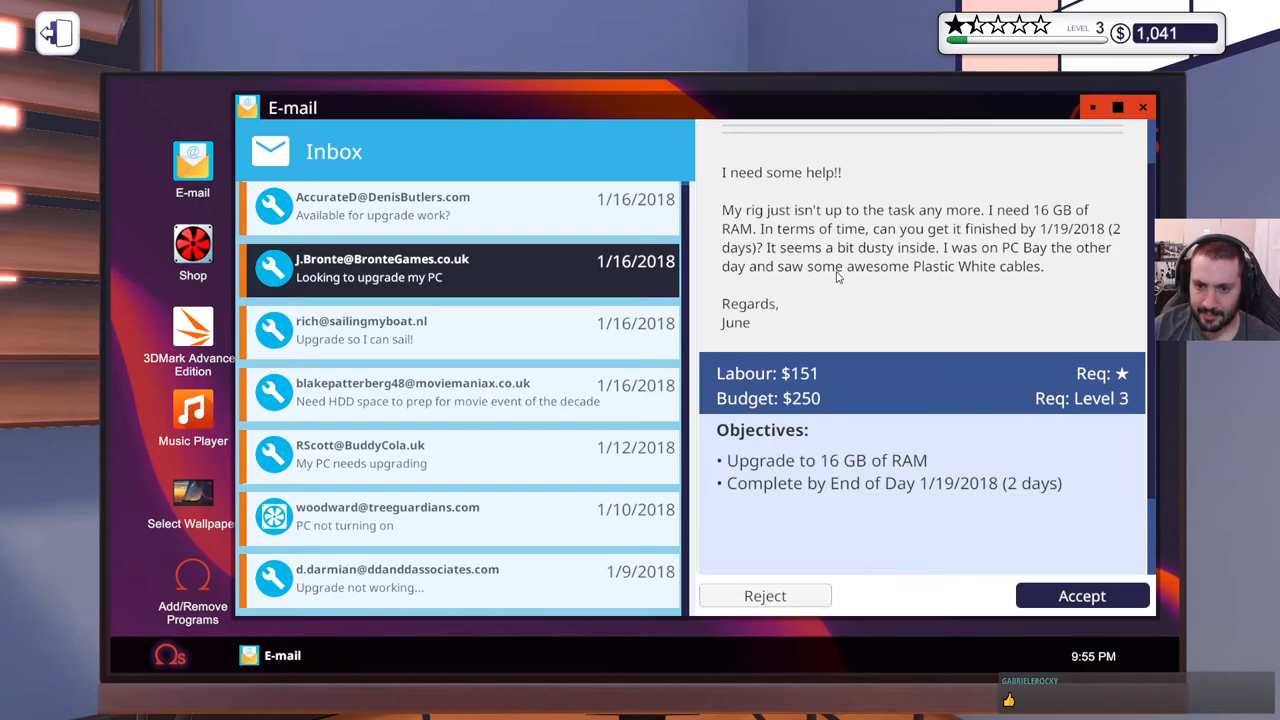 LEVEL 3 $ 1,041
E-mail
Inbox
AccurateD@DenisButlers.com 1/16/2018
Available for upgrade work?
J.Bronte@BronteGames.co.uk 1/16/2018
Looking to upgrade my PC
rich@sailingmyboat.nl 1/16/2018
Upgrade so I can sail!
blakepatterberg48@moviemaniax.co.uk 1/16/2018
Need HDD space to prep for movie event of the decade
RScott@BuddyCola.uk 1/12/2018
My PC needs upgrading
woodward@treeguardians.com 1/10/2018
PC not turning on
d.darmian@ddanddassociates.com 1/9/2018
Upgrade not working...
I need some help!!
My rig just isn't up to the task any more. I need 16 GB of
RAM. In terms of time, can you get it finished by 1/19/2018 (2
days)? It seems a bit dusty inside. I was on PC Bay the other
day and saw some awesome Plastic White cables.
Regards,
June
Labour: $151 Req: ★
Budget: $250 Req: Level 3
Objectives:
• Upgrade to 16 GB of RAM
• Complete by End of Day 1/19/2018 (2 days)
Reject Accept
E-mail
Shop
3DMark Advance
Edition
Music Player
Select Wallpape
Add/Remove
Programs
Ωs E-mail 9:55 PM
GABRIELEROCKY
👍